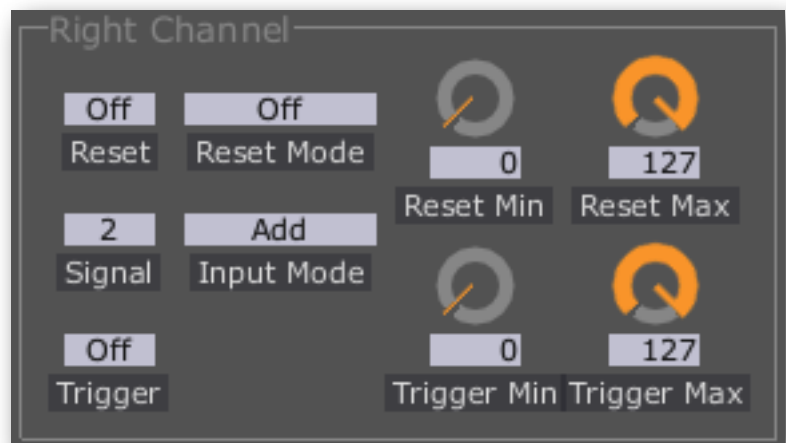 Right Channel
Off Off
Reset Reset Mode
0 127
Reset Min Reset Max
2 Add
Signal Input Mode
Off 0 127
Trigger Trigger Min Trigger Max